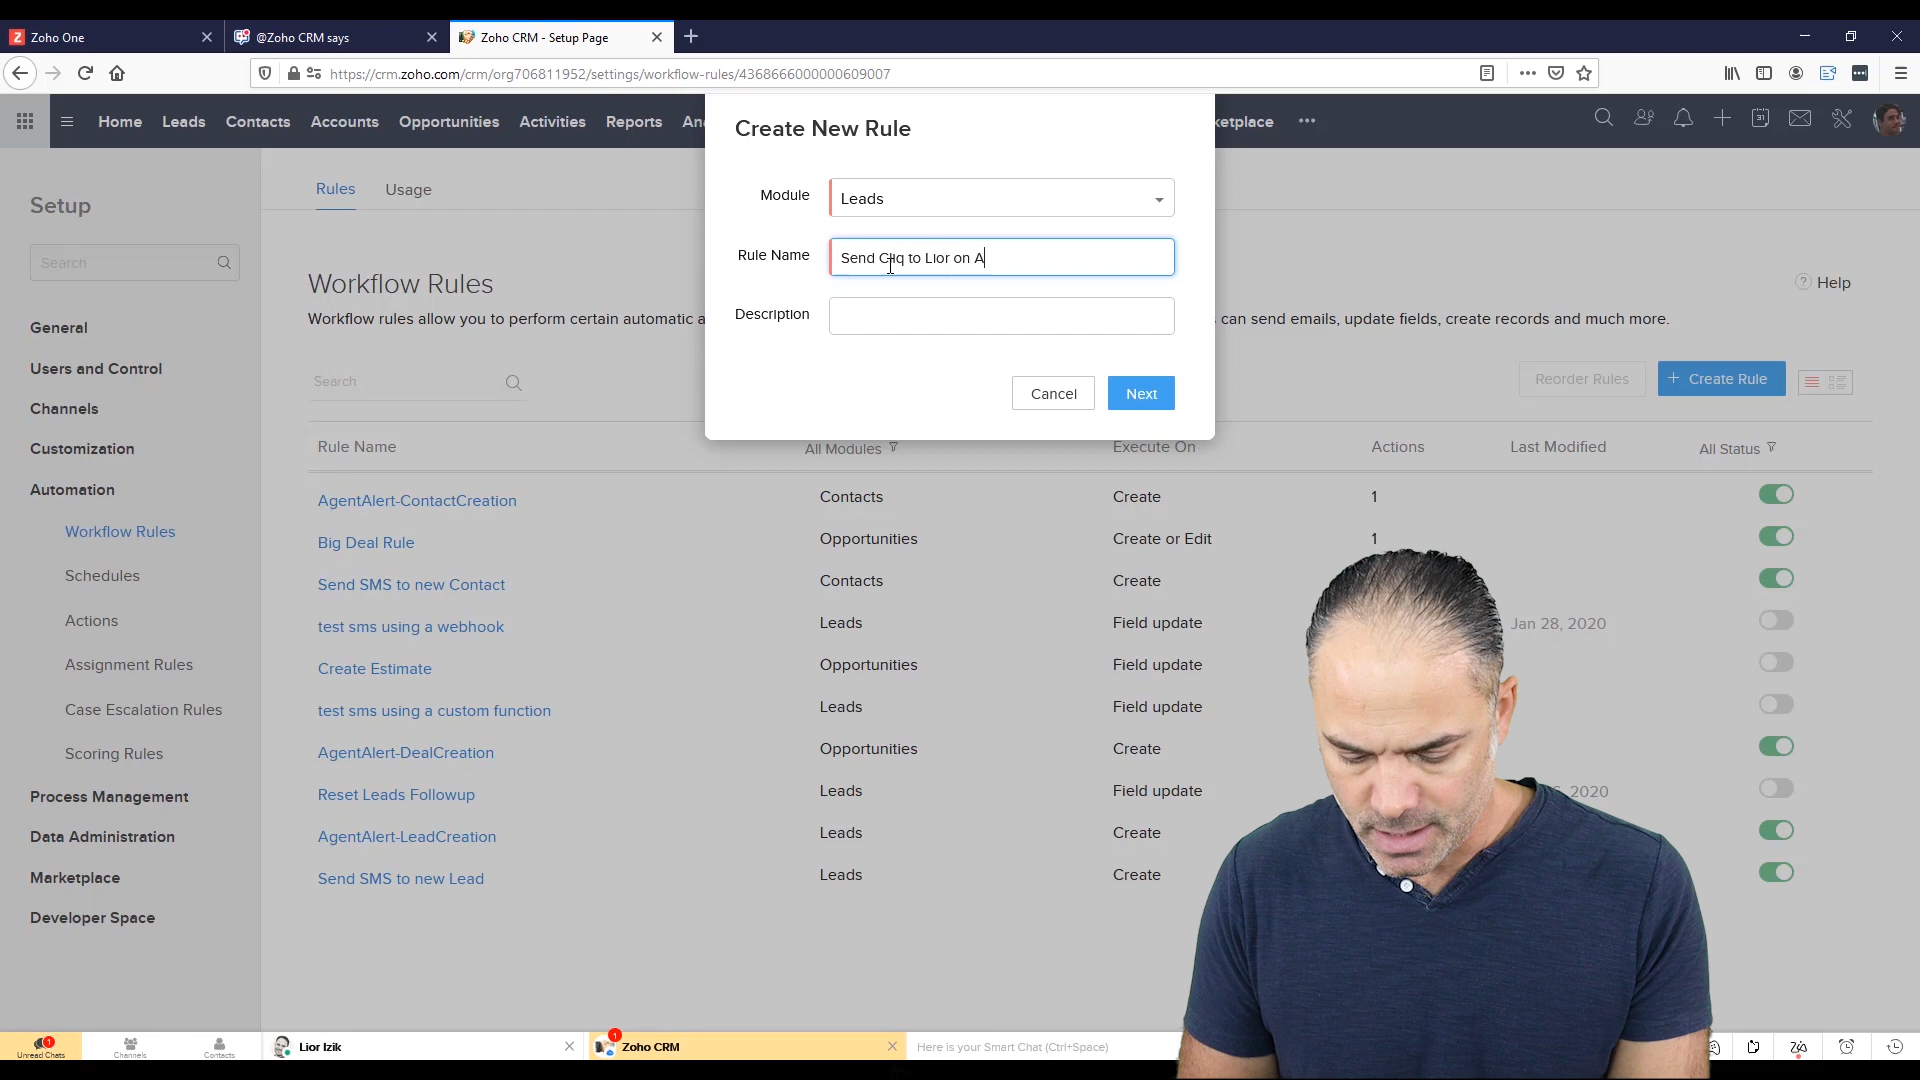 Zoho One
@Zoho CRM says
Zoho CRM - Setup Page
https://crm.zoho.com/crm/org706811952/settings/workflow-rules/4368666000000609007
Home Leads Contacts Accounts Opportunities Activities Reports An
ketplace
31
Create New Rule
Module Leads
Rule Name Send Cliq to Lior on A
Description
Cancel Next
Setup
Search
General
Users and Control
Channels
Customization
Automation
Workflow Rules
Schedules
Actions
Assignment Rules
Case Escalation Rules
Scoring Rules
Process Management
Data Administration
Marketplace
Developer Space
Rules Usage
Workflow Rules
? Help
Workflow rules allow you to perform certain automatic a
can send emails, update fields, create records and much more.
Search
Reorder Rules + Create Rule
Rule Name All Modules Execute On Actions Last Modified All Status
AgentAlert-ContactCreation Contacts Create 1
Big Deal Rule Opportunities Create or Edit 1
Send SMS to new Contact Contacts Create
test sms using a webhook Leads Field update Jan 28, 2020
Create Estimate Opportunities Field update
test sms using a custom function Leads Field update
AgentAlert-DealCreation Opportunities Create
Reset Leads Followup Leads Field update , 2020
AgentAlert-LeadCreation Leads Create
Send SMS to new Lead Leads Create
1
Unread Chats Channels Contacts
Lior Izik
1
Zoho CRM
Here is your Smart Chat (Ctrl+Space)